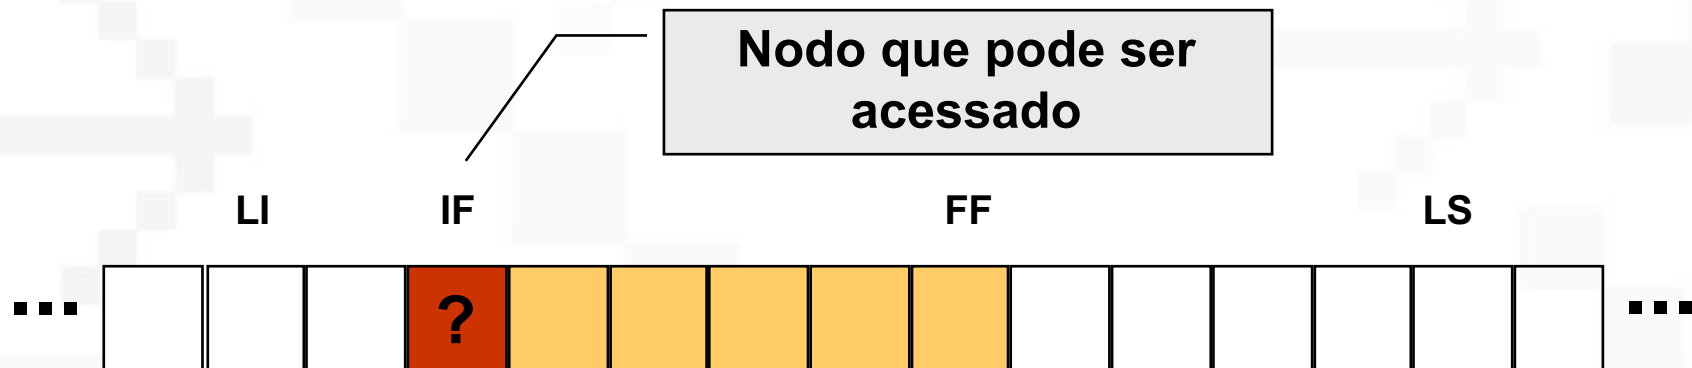 Nodo que pode ser
acessado
LI IF FF LS
... ? ...